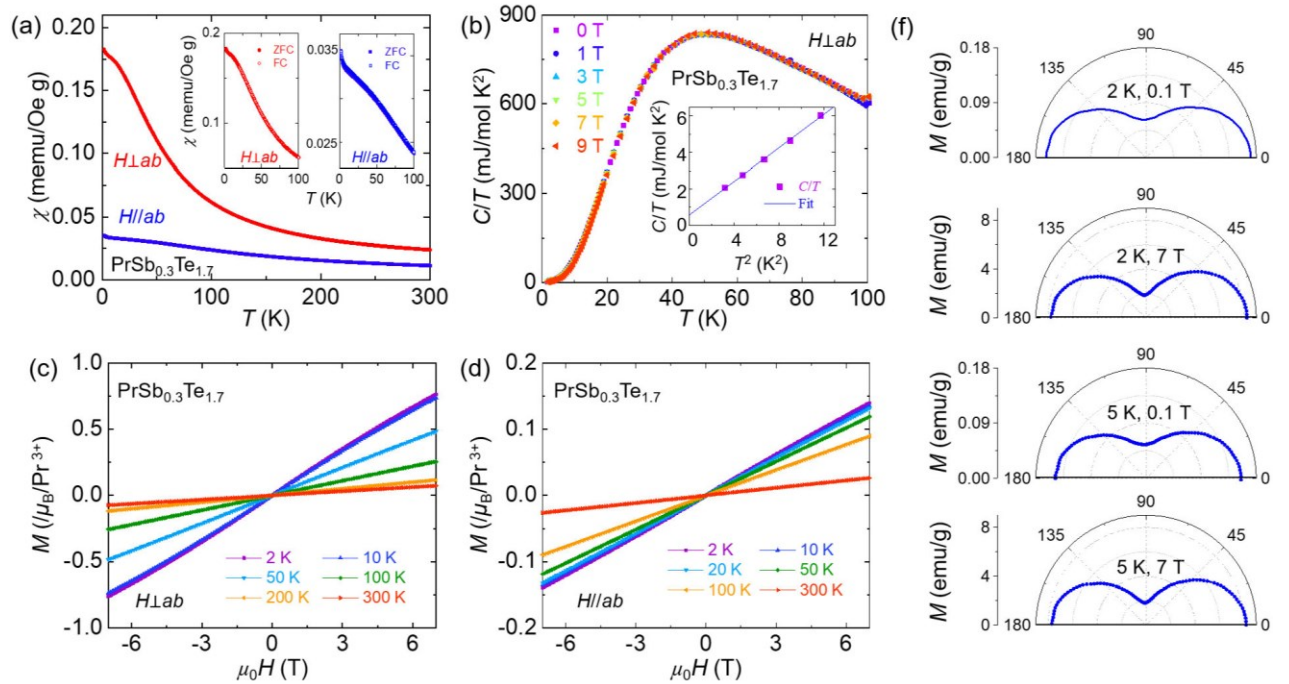 (a)
0.20
0.15
0.10
0.05
0.00
χ (memu/Oe g)
0 100 200 300
T (K)
H⊥ab
H//ab
PrSb0.3Te1.7
0.2
0.1
χ (memu/Oe g)
ZFC
FC
H⊥ab
0 50 100
0.035
0.025
ZFC
FC
H//ab
0 50 100
T (K)
(b)
900
600
300
0
C/T (mJ/mol K2)
0 20 40 60 80 100
T (K)
0 T
1 T
3 T
5 T
7 T
9 T
H⊥ab
PrSb0.3Te1.7
6
4
2
0
C/T (mJ/mol K2)
C/T
Fit
0 4 8 12
T2 (K2)
(c)
1.0
0.5
0.0
-0.5
-1.0
M (/μB/Pr 3+)
PrSb0.3Te1.7
2 K 10 K
50 K 100 K
200 K 300 K
H⊥ab
-6 -3 0 3 6
μ0H (T)
(d)
0.2
0.1
0.0
-0.1
-0.2
M (/μB/Pr 3+)
PrSb0.3Te1.7
2 K 10 K
20 K 50 K
100 K 300 K
H//ab
-6 -3 0 3 6
μ0H (T)
(f)
0.18
0.09
0.00
M (emu/g)
90
135 45
2 K, 0.1 T
180 0
8
4
0
M (emu/g)
90
135 45
2 K, 7 T
180 0
0.18
0.09
0.00
M (emu/g)
90
135 45
5 K, 0.1 T
180 0
8
4
0
M (emu/g)
90
135 45
5 K, 7 T
180 0